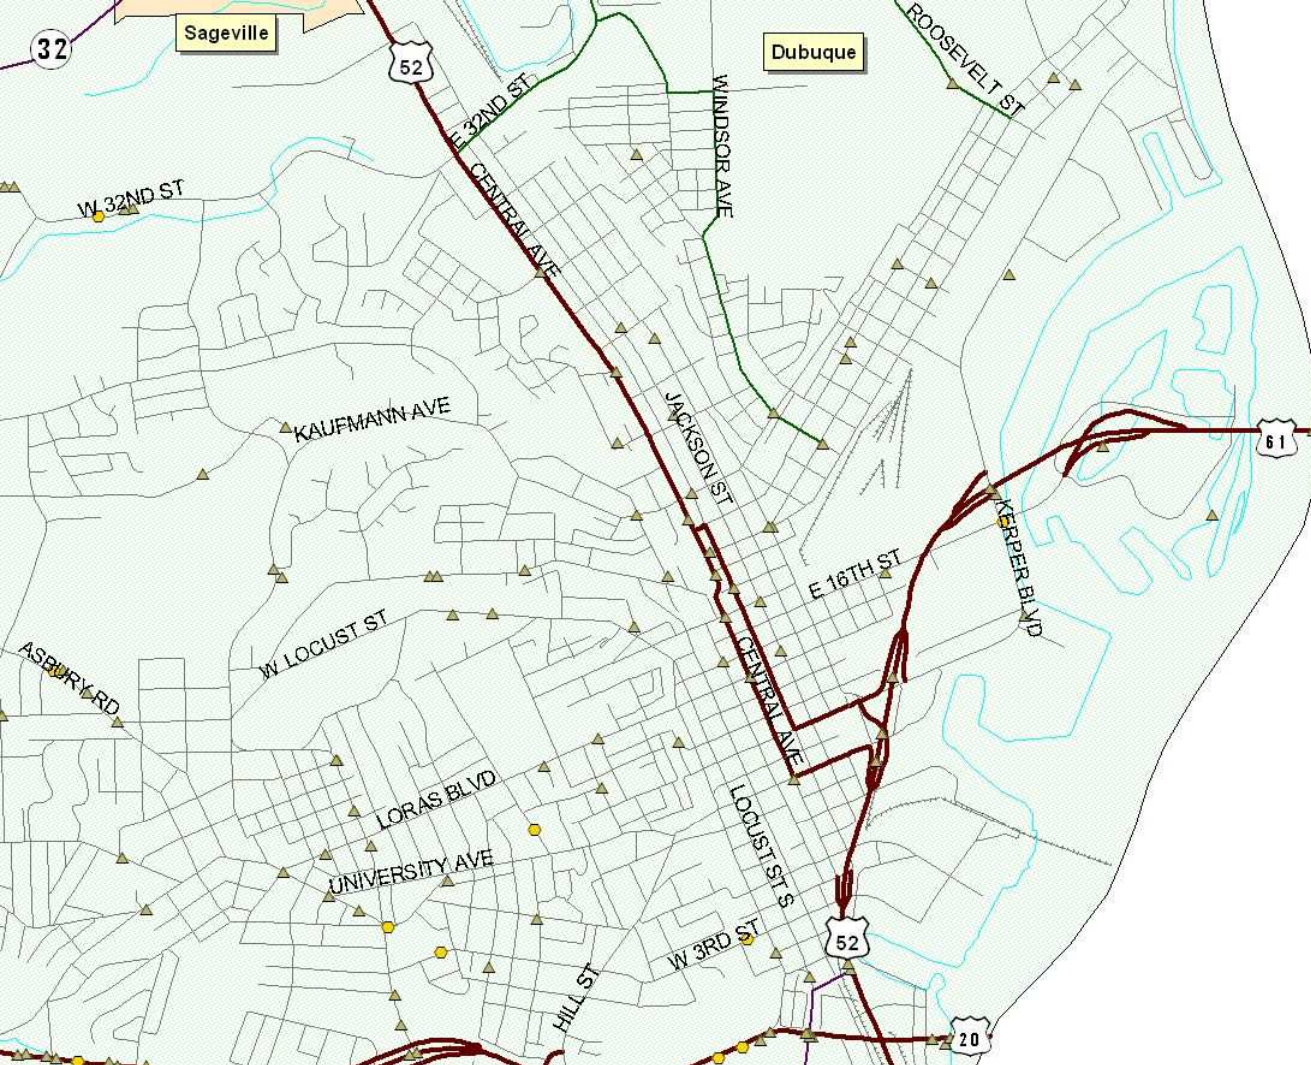 Sageville
32
52
Dubuque
ROOSEVELT ST
E 32ND ST
WINDSOR AVE
W 32ND ST
CENTRAL AVE
KAUFMANN AVE
JACKSON ST
61
KERPER BLVD
E 16TH ST
W LOCUST ST
ASBURY RD
CENTRAL AVE
LORAS BLVD
LOCUST ST S
UNIVERSITY AVE
W 3RD ST
52
HILL ST
20